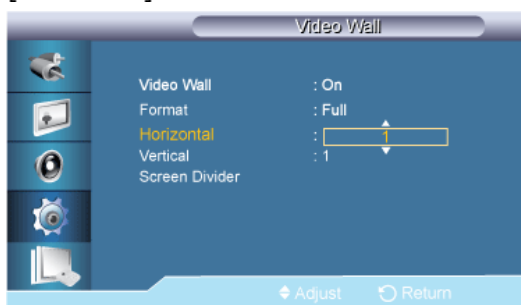 Video Wall
Video Wall : On
Format : Full
Horizontal : 1
Vertical : 1
Screen Divider
Adjust Return